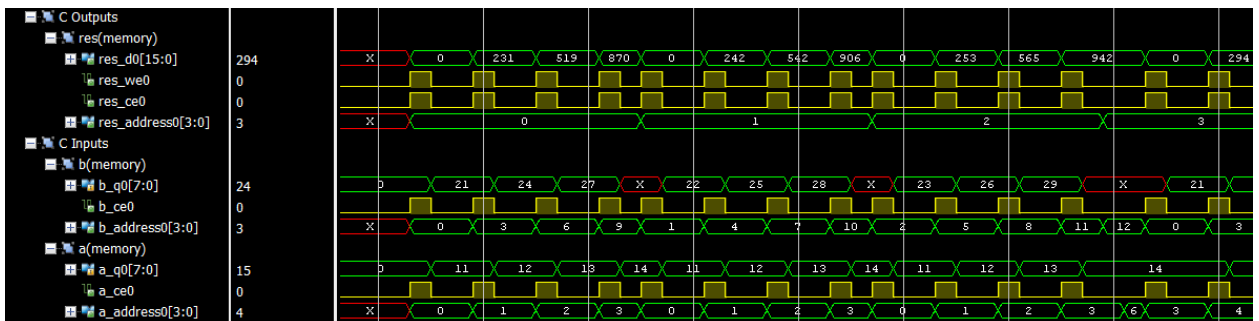 C Outputs
res(memory)
res_d0[15:0] 294 X 0 231 519 870 0 242 542 906 0 253 565 942 0 294
res_we0 0
res_ce0 0
res_address0[3:0] 3 X 0 1 2 3
C Inputs
b(memory)
b_q0[7:0] 24 21 24 27 X 22 25 28 X 23 26 29 X 21
b_ce0 0
b_address0[3:0] 3 X 0 3 6 9 1 4 7 10 2 5 8 11 12 0 3
a(memory)
a_q0[7:0] 15 11 12 13 14 11 12 13 14 11 12 13 14
a_ce0 0
a_address0[3:0] 4 X 0 1 2 3 0 1 2 3 0 1 2 3 6 3 4